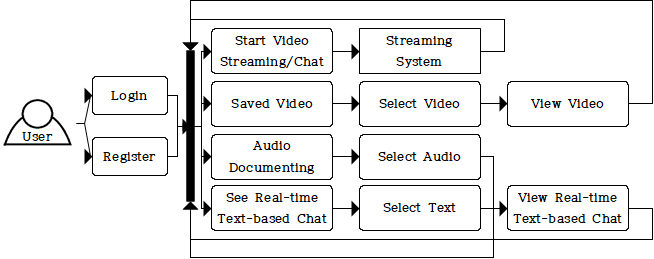 Start Video
Streaming/Chat
Streaming
System
Login
Saved Video
Select Video
View Video
User
Register
Audio
Documenting
Select Audio
See Real-time
Text-based Chat
Select Text
View Real-time
Text-based Chat